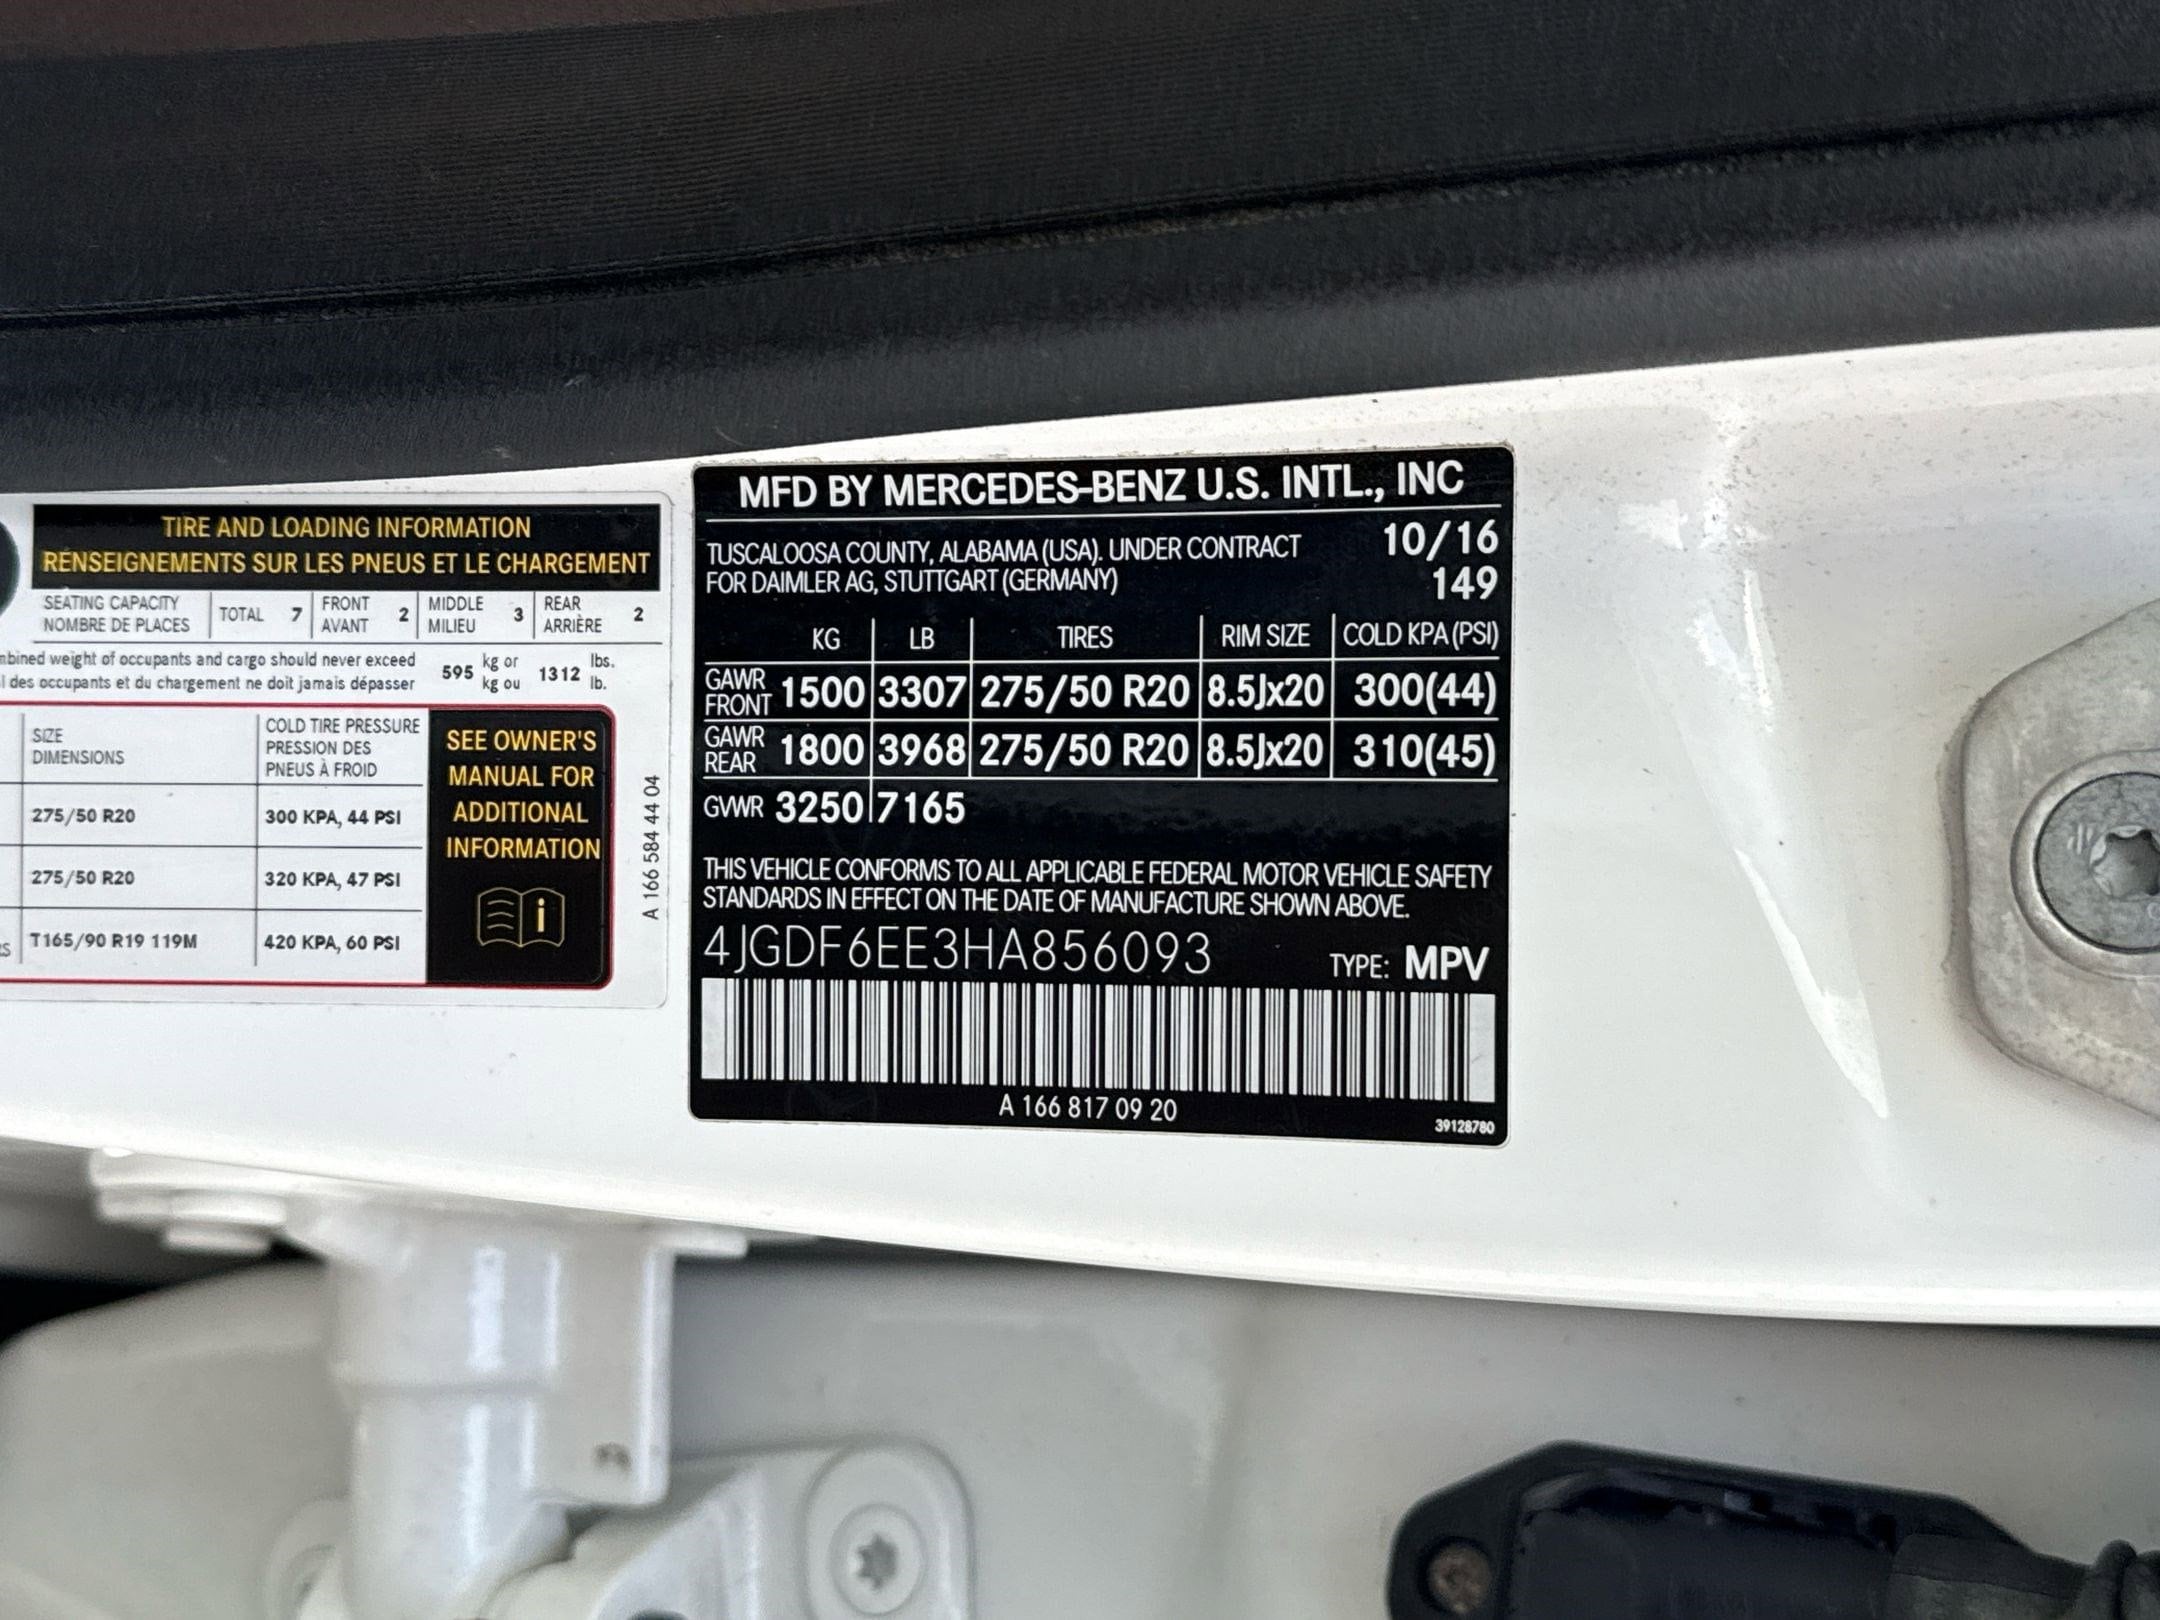 TIRE AND LOADING INFORMATION
RENSEIGNEMENTS SUR LES PNEUS ET LE CHARGEMENT
SEATING CAPACITY
NOMBRE DE PLACES
TOTAL 7
FRONT
AVANT 2
MIDDLE
MILIEU 3
REAR
ARRIÈRE 2
weight of occupants and cargo should never exceed
des occupants et du chargement ne doit jamais dépasser
595 kg or
kg ou
1312 lbs.
lb.
SIZE
DIMENSIONS
COLD TIRE PRESSURE
PRESSION DES
PNEUS À FROID
275/50 R20 300 KPA, 44 PSI
275/50 R20 320 KPA, 47 PSI
T165/90 R19 119M 420 KPA, 60 PSI
SEE OWNER'S
MANUAL FOR
ADDITIONAL
INFORMATION
i
A 166 584 44 04
MFD BY MERCEDES-BENZ U.S. INTL., INC
TUSCALOOSA COUNTY, ALABAMA (USA). UNDER CONTRACT 10/16
FOR DAIMLER AG, STUTTGART (GERMANY) 149
KG LB TIRES RIM SIZE COLD KPA (PSI)
GAWR
FRONT 1500 3307 275/50 R20 8.5Jx20 300(44)
GAWR
REAR 1800 3968 275/50 R20 8.5Jx20 310(45)
GVWR 3250 7165
THIS VEHICLE CONFORMS TO ALL APPLICABLE FEDERAL MOTOR VEHICLE SAFETY
STANDARDS IN EFFECT ON THE DATE OF MANUFACTURE SHOWN ABOVE.
4JGDF6EE3HA856093 TYPE: MPV
A 166 817 09 20
39128780